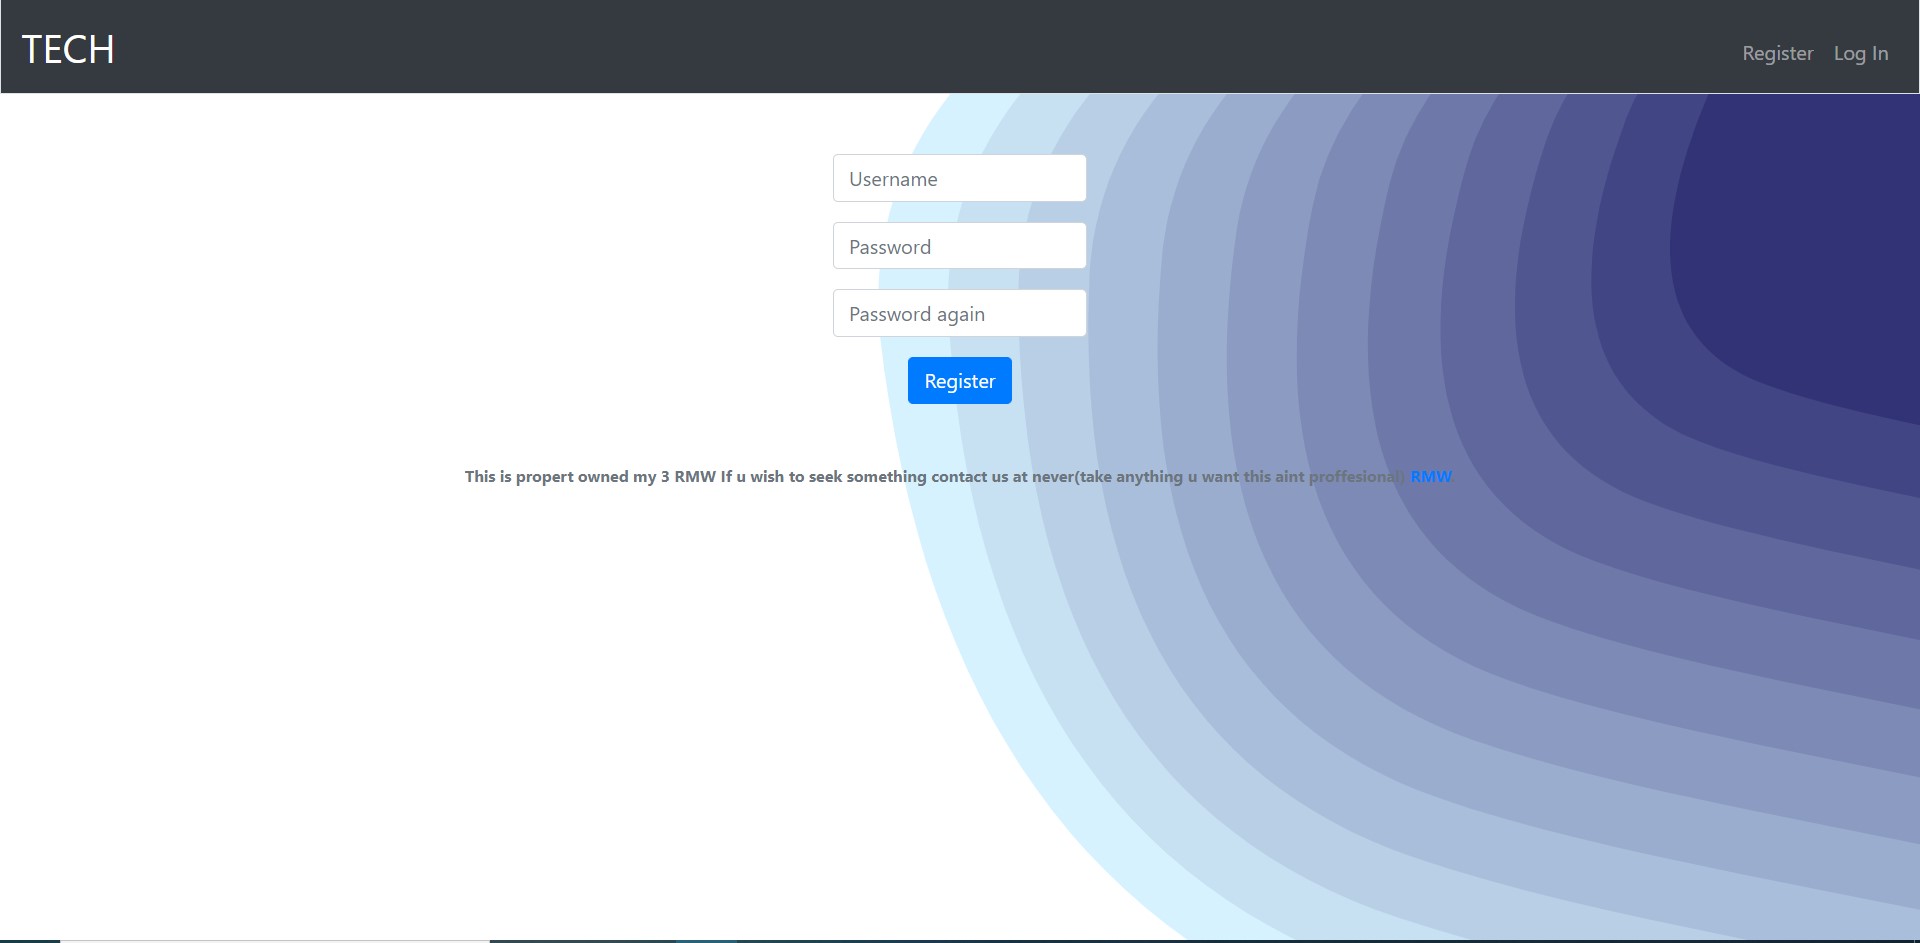 TECH
Register Log In
Username
Password
Password again
Register
This is propert owned my 3 RMW If u wish to seek something contact us at never(take anything u want this aint proffesional) RMW.